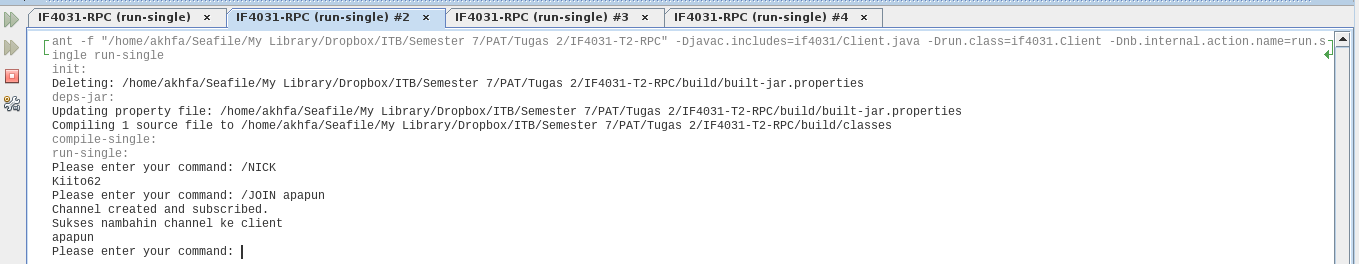 IF4031-RPC (run-single) × IF4031-RPC (run-single) #2 × IF4031-RPC (run-single) #3 × IF4031-RPC (run-single) #4 ×
ant -f "/home/akhfa/Seafile/My Library/Dropbox/ITB/Semester 7/PAT/Tugas 2/IF4031-T2-RPC" -Djavac.includes=if4031/Client.java -Drun.class=if4031.Client -Dnb.internal.action.name=run.s
ingle run-single
init:
Deleting: /home/akhfa/Seafile/My Library/Dropbox/ITB/Semester 7/PAT/Tugas 2/IF4031-T2-RPC/build/built-jar.properties
deps-jar:
Updating property file: /home/akhfa/Seafile/My Library/Dropbox/ITB/Semester 7/PAT/Tugas 2/IF4031-T2-RPC/build/built-jar.properties
Compiling 1 source file to /home/akhfa/Seafile/My Library/Dropbox/ITB/Semester 7/PAT/Tugas 2/IF4031-T2-RPC/build/classes
compile-single:
run-single:
Please enter your command: /NICK
Kiito62
Please enter your command: /JOIN apapun
Channel created and subscribed.
Sukses nambahin channel ke client
apapun
Please enter your command: